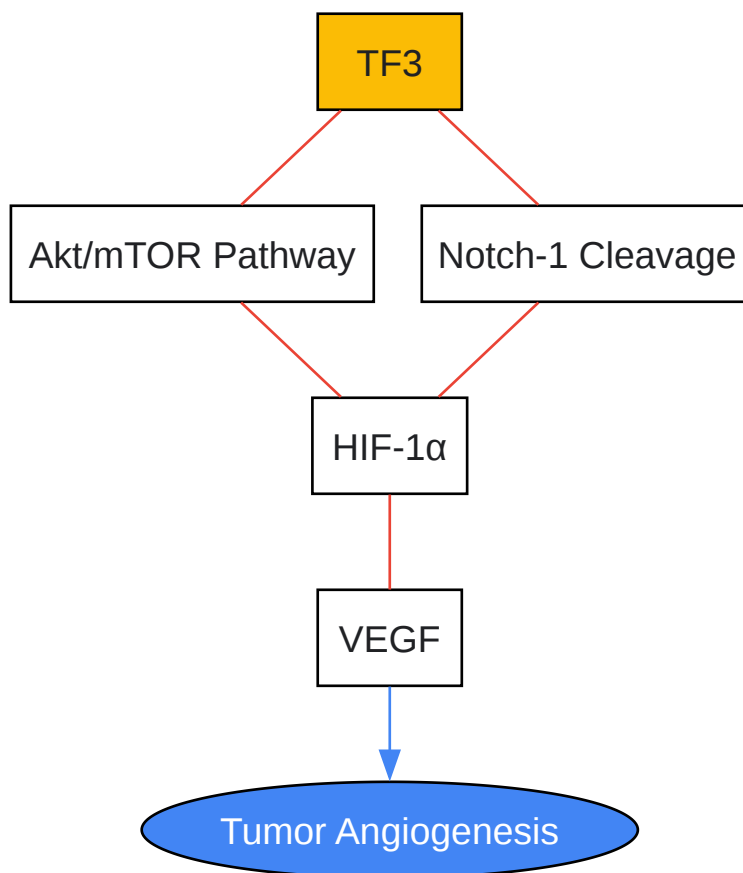 TF3
Akt/mTOR Pathway
Notch-1 Cleavage
HIF-1α
VEGF
Tumor Angiogenesis